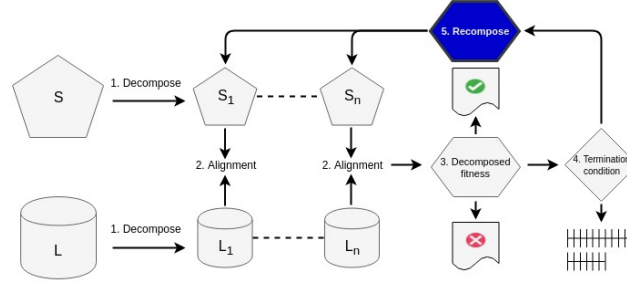 5. Recompose
S
1. Decompose
S1
Sn
2. Alignment
2. Alignment
3. Decomposed
fitness
4. Termination
condition
L
1. Decompose
L1
Ln